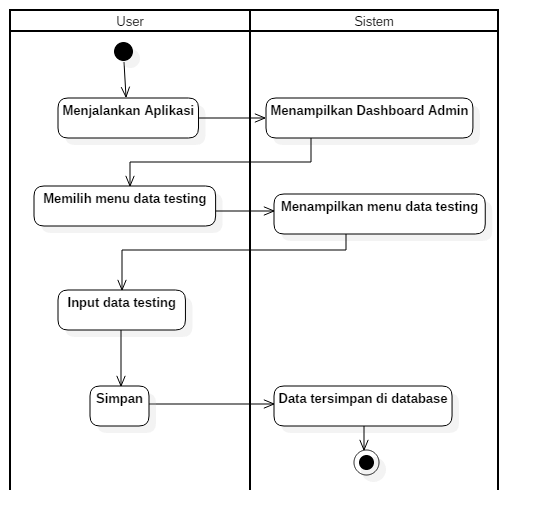 User
Sistem
Menjalankan Aplikasi
Menampilkan Dashboard Admin
Memilih menu data testing
Menampilkan menu data testing
Input data testing
Simpan
Data tersimpan di database